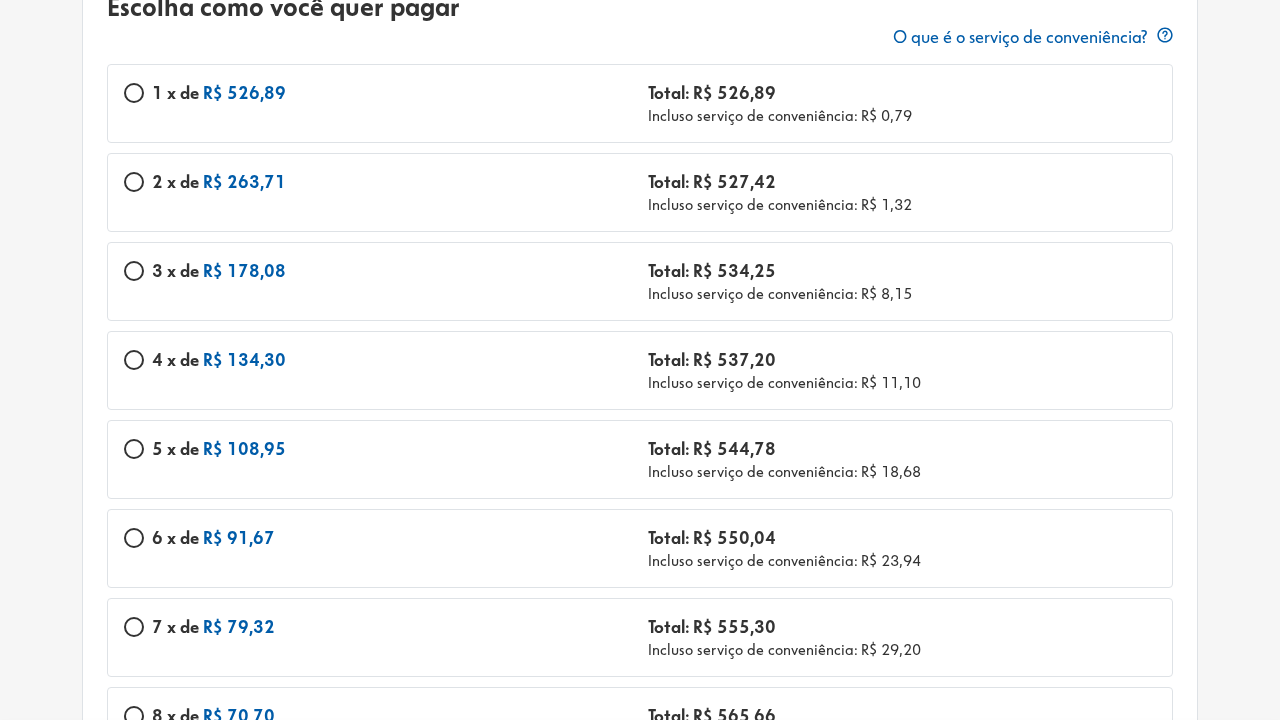 Escolha como você quer pagar
O que é o serviço de conveniência?
1 x de R$ 526,89
Total: R$ 526,89
Incluso serviço de conveniência: R$ 0,79
2 x de R$ 263,71
Total: R$ 527,42
Incluso serviço de conveniência: R$ 1,32
3 x de R$ 178,08
Total: R$ 534,25
Incluso serviço de conveniência: R$ 8,15
4 x de R$ 134,30
Total: R$ 537,20
Incluso serviço de conveniência: R$ 11,10
5 x de R$ 108,95
Total: R$ 544,78
Incluso serviço de conveniência: R$ 18,68
6 x de R$ 91,67
Total: R$ 550,04
Incluso serviço de conveniência: R$ 23,94
7 x de R$ 79,32
Total: R$ 555,30
Incluso serviço de conveniência: R$ 29,20
8 x de R$ 70,70
Total: R$ 565,66